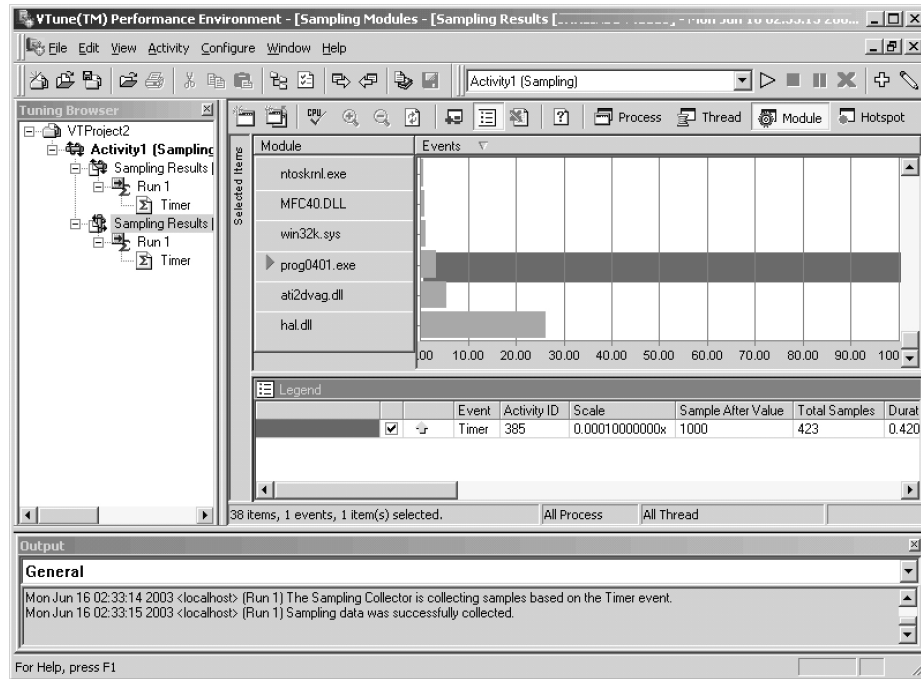 VTune(TM) Performance Environment - [Sampling Modules - [Sampling Results [
File Edit View Activity Configure Window Help
Activity1 (Sampling)
Tuning Browser
VTProject2
Activity1 (Sampling
Sampling Results [
Run 1
Timer
Sampling Results [
Run 1
Timer
CPU
Process
Thread
Module
Hotspot
Selected Items
Module
Events
ntoskrnl.exe
MFC40.DLL
win32k.sys
prog0401.exe
ati2dvag.dll
hal.dll
.00 10.00 20.00 30.00 40.00 50.00 60.00 70.00 80.00 90.00 100
Legend
Event Activity ID Scale Sample After Value Total Samples Durat
Timer 385 0.00010000000x 1000 423 0.420
38 items, 1 events, 1 item(s) selected.
All Process
All Thread
Output
General
Mon Jun 16 02:33:14 2003 <localhost> (Run 1) The Sampling Collector is collecting samples based on the Timer event.
Mon Jun 16 02:33:15 2003 <localhost> (Run 1) Sampling data was successfully collected.
For Help, press F1